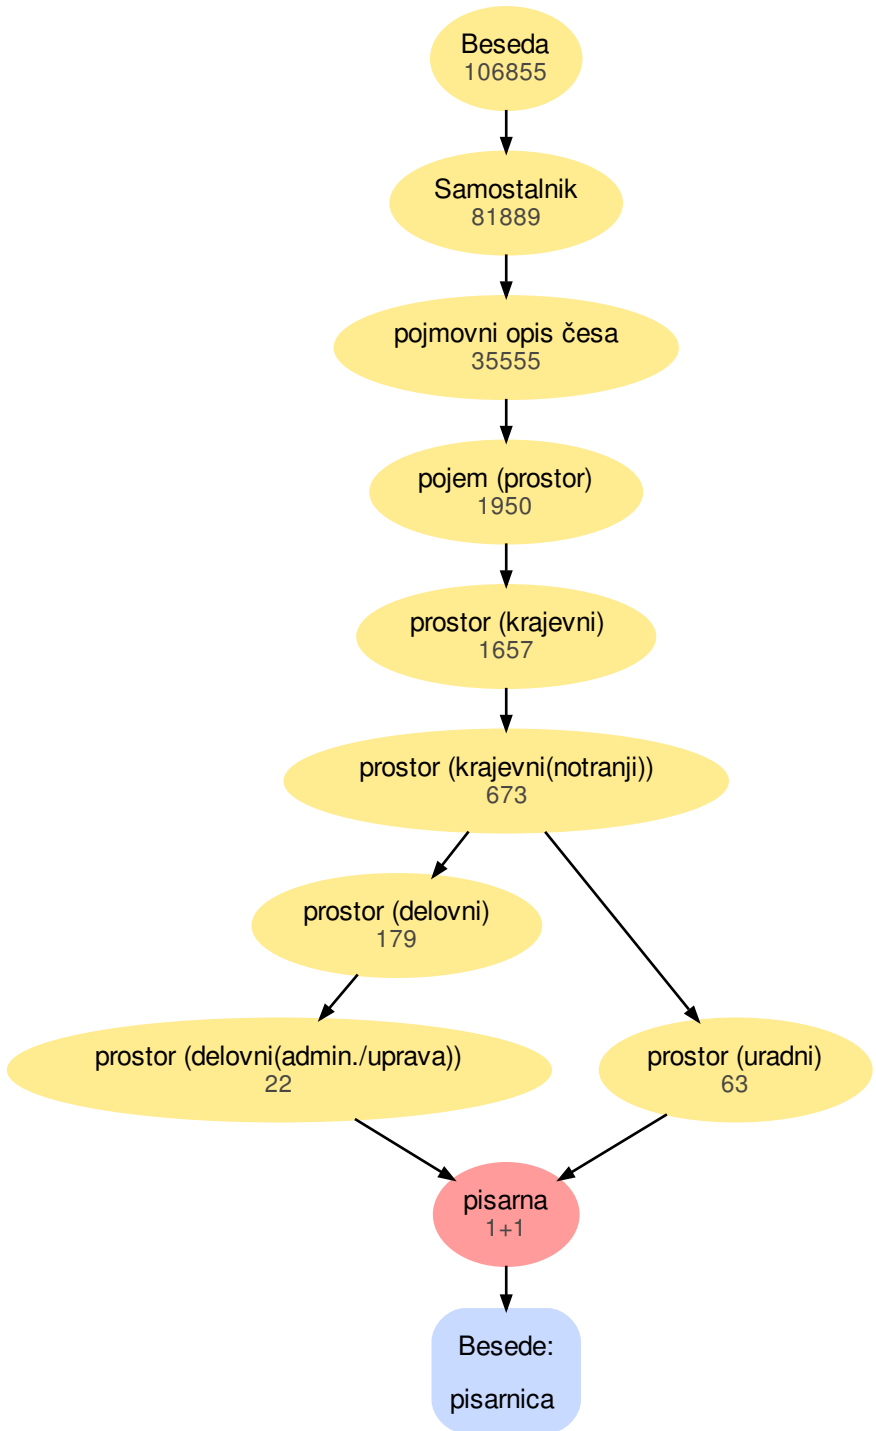 Beseda
106855
Samostalnik
81889
pojmovni opis česa
35555
pojem (prostor)
1950
prostor (krajevni)
1657
prostor (krajevni(notranji))
673
prostor (delovni)
179
prostor (delovni(admin./uprava))
22
prostor (uradni)
63
pisarna
1+1
Besede:
pisarnica